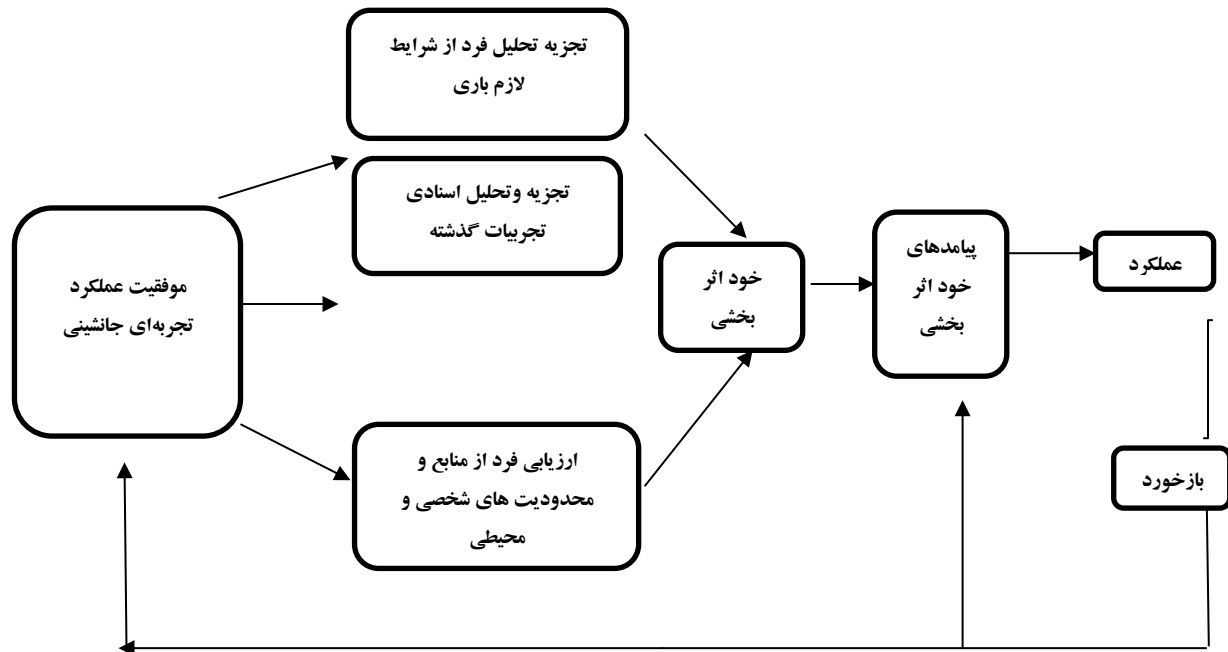 تجزیه تحلیل فرد از شرایط
لازم باری
تجزیه وتحلیل اسنادی
تجربیات گذشته
موفقیت عملکرد
تجربه‌ای جانشینی
ارزیابی فرد از منابع و
محدودیت های شخصی و
محیطی
خود اثر
بخشی
پیامدهای
خود اثر
بخشی
عملکرد
بازخورد